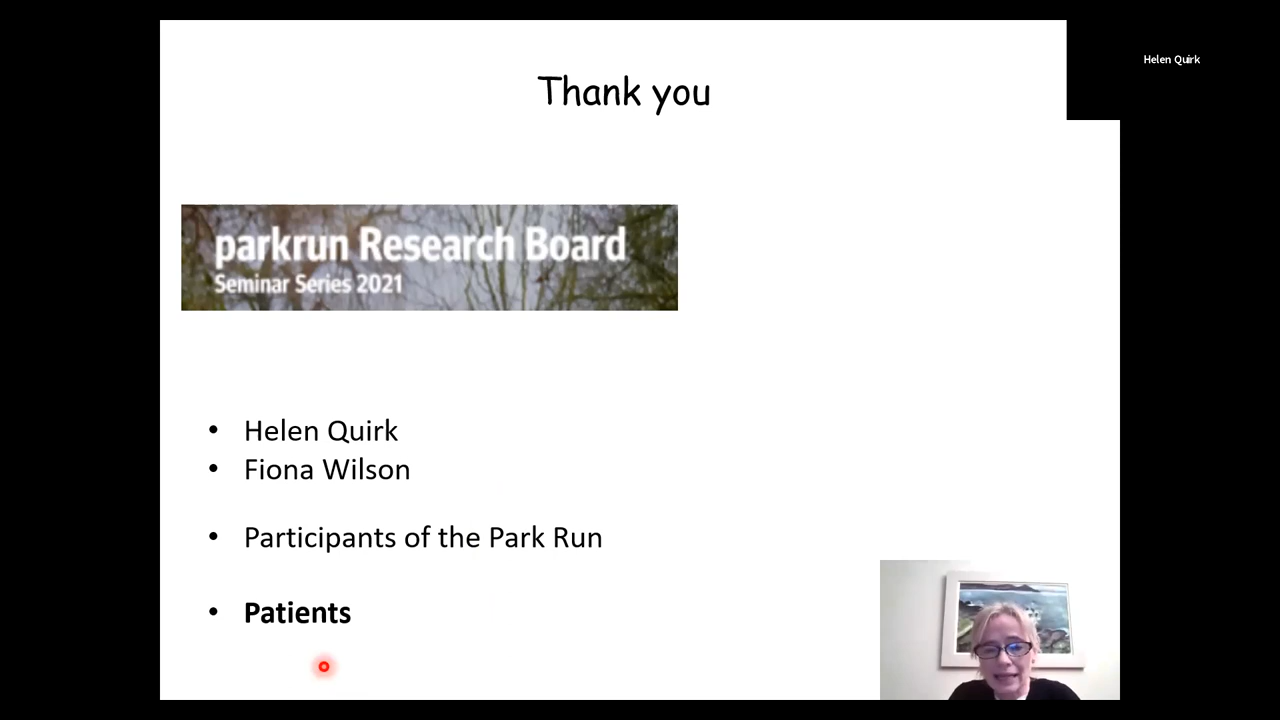 Helen Quirk
Thank you
parkrun Research Board
Seminar Series 2021
• Helen Quirk
• Fiona Wilson
• Participants of the Park Run
• Patients